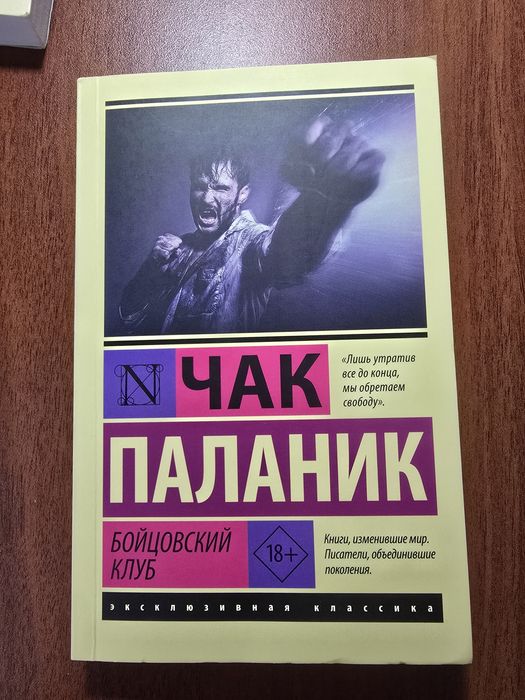 N ЧАК
«Лишь утратив
все до конца,
мы обретаем
свободу».
ПАЛАНИК
БОЙЦОВСКИЙ
КЛУБ
18+
Книги, изменившие мир.
Писатели, объединившие
поколения.
эксклюзивная классика